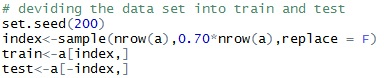 # deviding the data set into train and test
set.seed(200)
index<-sample(nrow(a),0.70*nrow(a),replace = F)
train<-a[index,]
test<-a[-index,]